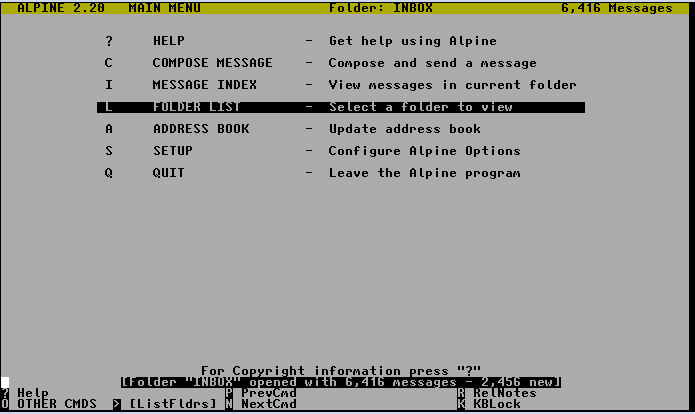 ALPINE 2.20   MAIN MENU                Folder: INBOX                6,416 Messages
?     HELP               -  Get help using Alpine
C     COMPOSE MESSAGE    -  Compose and send a message
I     MESSAGE INDEX      -  View messages in current folder
L     FOLDER LIST        -  Select a folder to view
A     ADDRESS BOOK       -  Update address book
S     SETUP              -  Configure Alpine Options
Q     QUIT               -  Leave the Alpine program
For Copyright information press "?"
[Folder "INBOX" opened with 6,416 messages - 2,456 new]
? Help                      P PrevCmd                    R RelNotes
O OTHER CMDS  > [ListFldrs] N NextCmd                    K KBLock